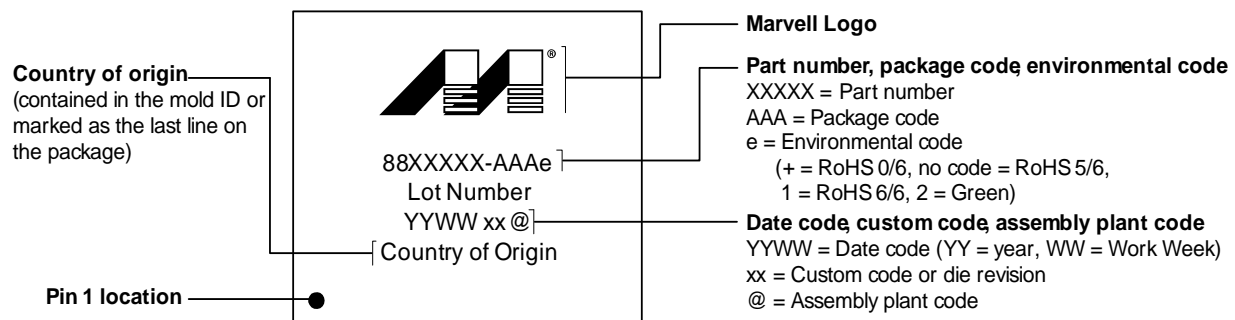 Marvell Logo
Country of origin
(contained in the mold ID or
marked as the last line on
the package)
®
Part number, package code, environmental code
XXXXX = Part number
AAA = Package code
e = Environmental code
(+ = RoHS 0/6, no code = RoHS 5/6,
1 = RoHS 6/6, 2 = Green)
88XXXXX-AAAe
Lot Number
YYWW xx @
Country of Origin
Date code, custom code, assembly plant code
YYWW = Date code (YY = year, WW = Work Week)
xx = Custom code or die revision
@ = Assembly plant code
Pin 1 location